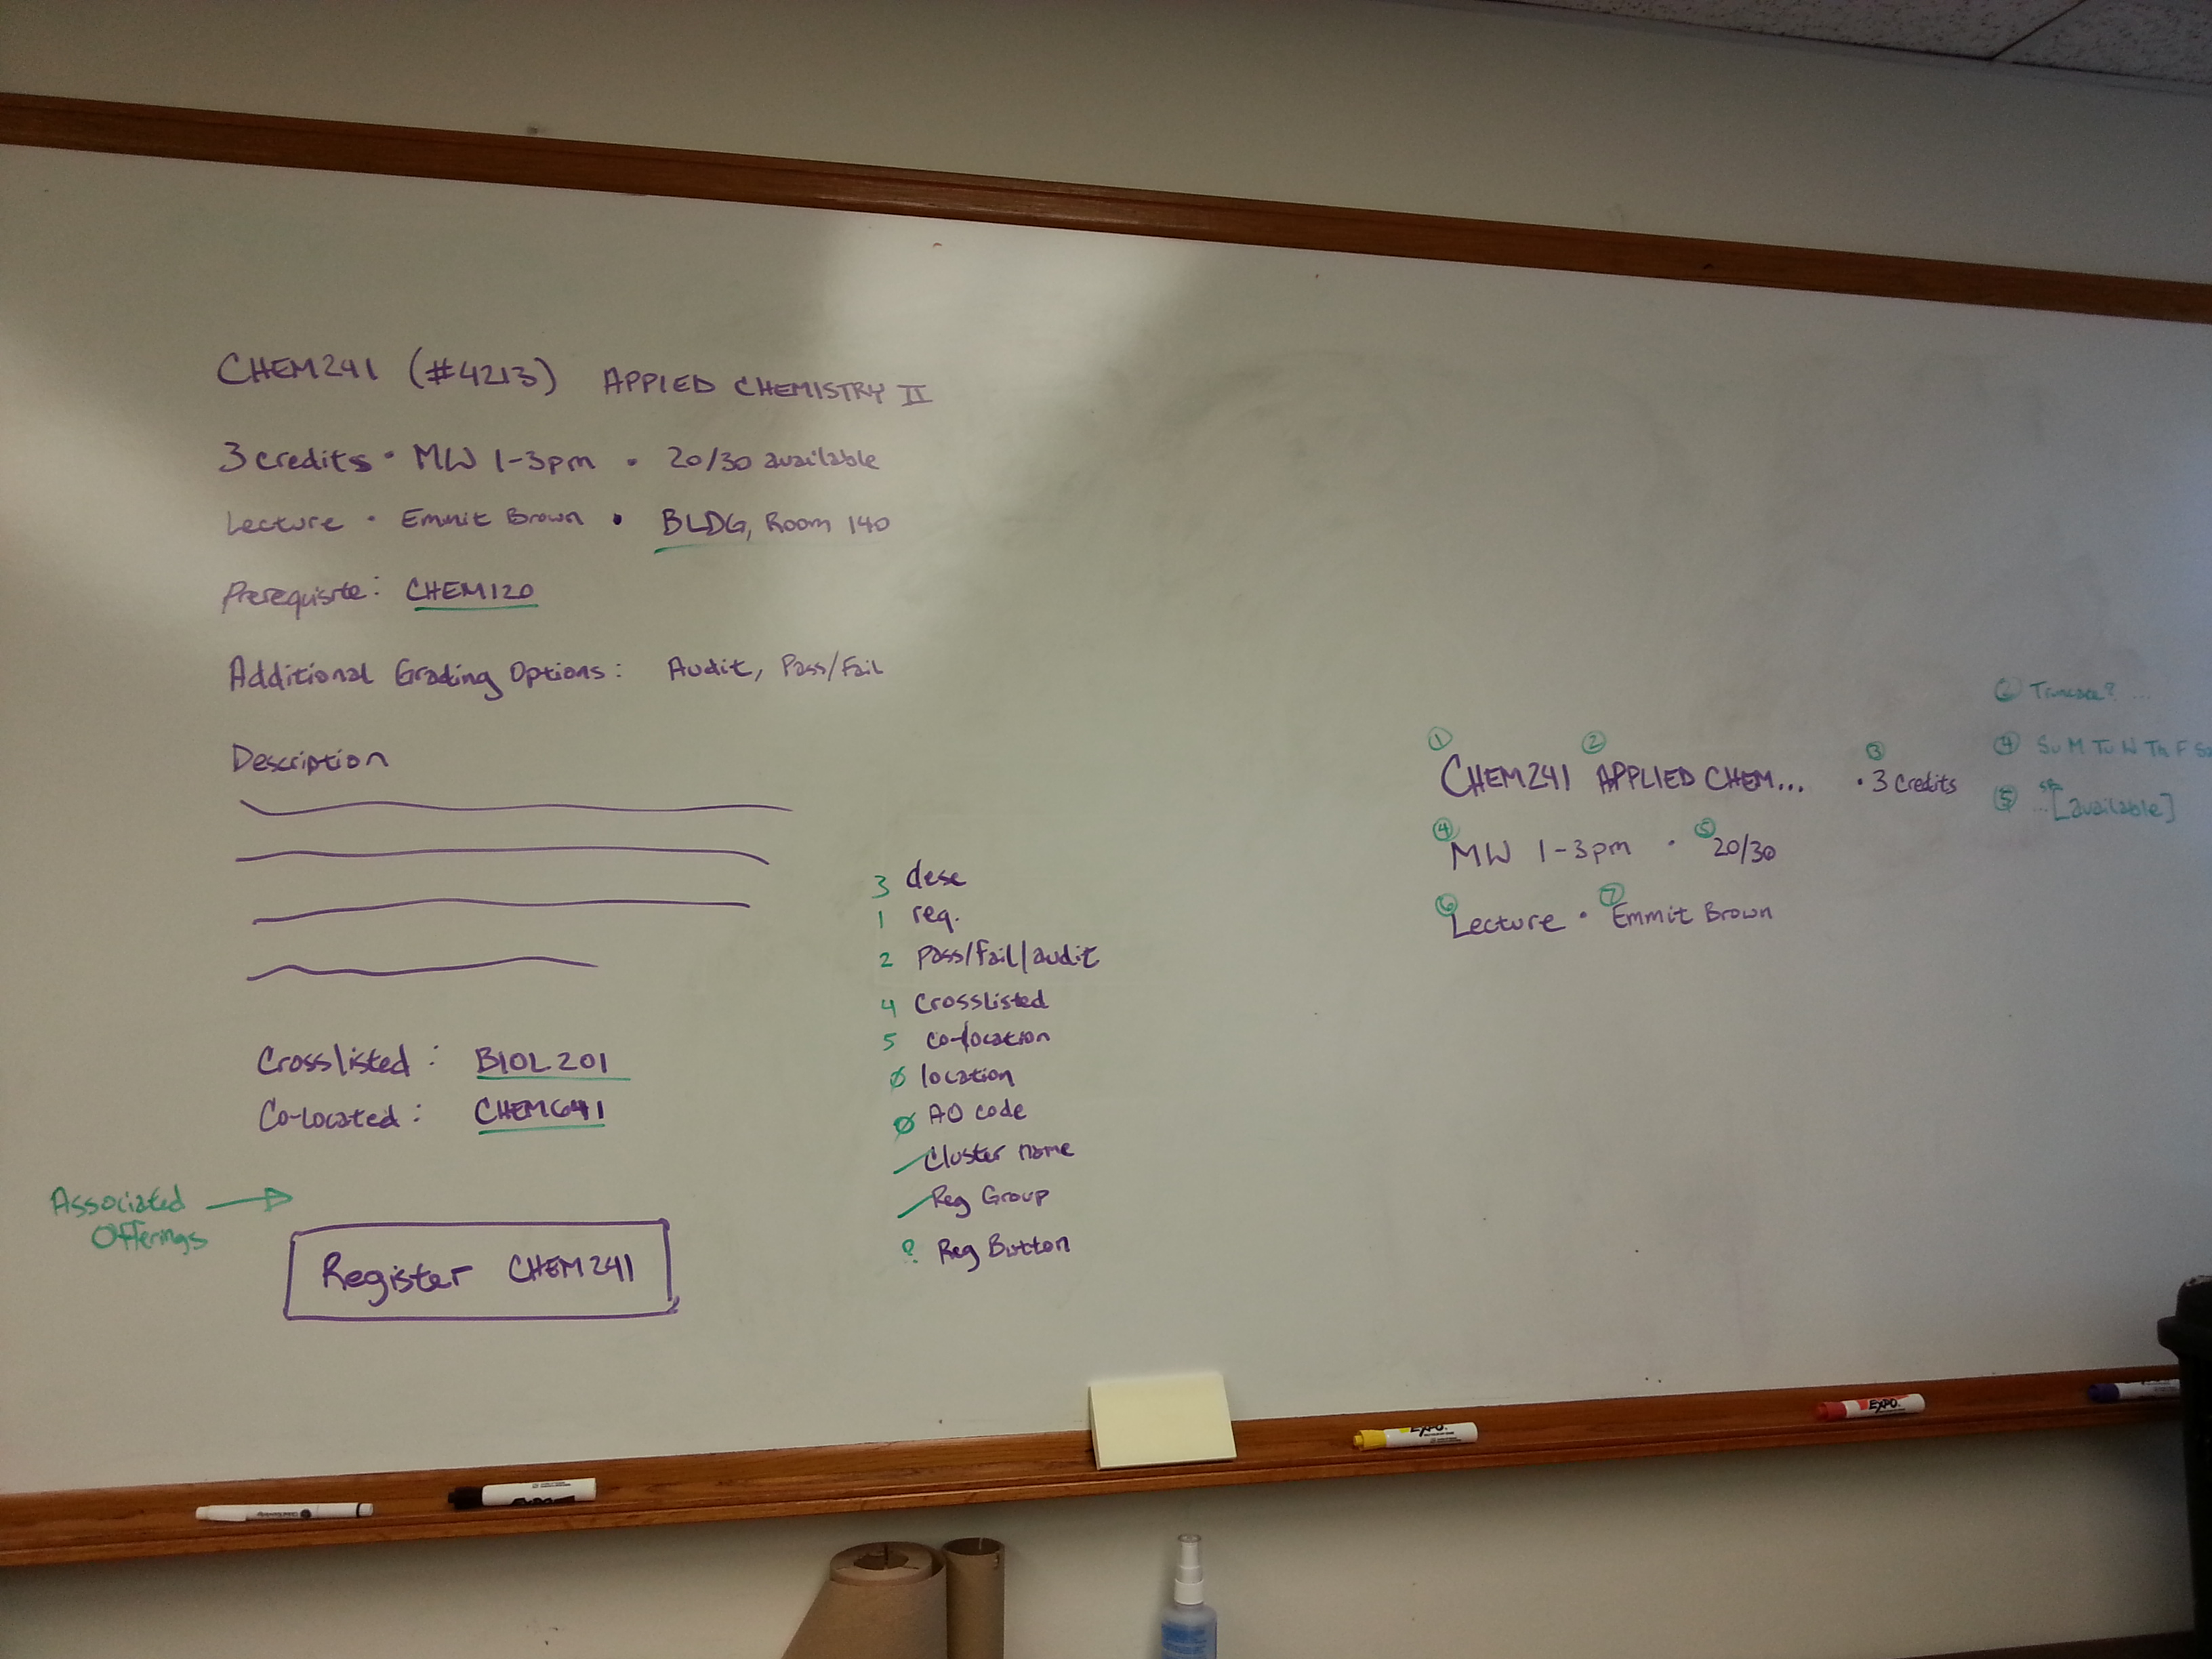 CHEM241 (#4213) APPIED CHEMISTRY II
3 credits • MW 1-3pm • 20/30 available
Lecture • Emmit Brown • BLDG, Room 140
Prerequisite: CHEM120
Additional Grading Options: Audit, Pass/Fail
Description
Crosslisted: BIOL201
Co-located: CHEM641
Associated Offerings
Register CHEM241
3 desc
1 req.
2 pass/fail/audit
4 Crosslisted
5 co-location
Ø location
Ø AO code
Cluster name
Reg Group
? Reg Button
① ② ③
CHEM241 APPLIED CHEM... • 3 credits
④ ⑤
MW 1-3pm • 20/30
⑥ ⑦
Lecture • Emmit Brown
② Truncate? ...
④ Su M Tu W Th F Sa
⑤ ... [available]
EXPO
EXPO
EXPO